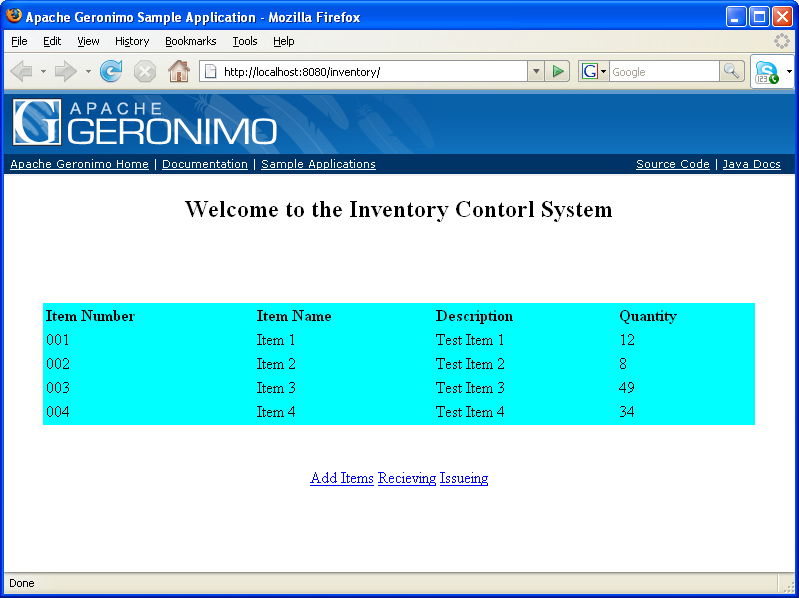 Apache Geronimo Sample Application - Mozilla Firefox
File Edit View History Bookmarks Tools Help
http://localhost:8080/inventory/ G Google 123
G APACHE
GERONIMO
Apache Geronimo Home | Documentation | Sample Applications Source Code | Java Docs
Welcome to the Inventory Contorl System
Item Number Item Name Description Quantity
001 Item 1 Test Item 1 12
002 Item 2 Test Item 2 8
003 Item 3 Test Item 3 49
004 Item 4 Test Item 4 34
Add Items Recieving Issueing
Done